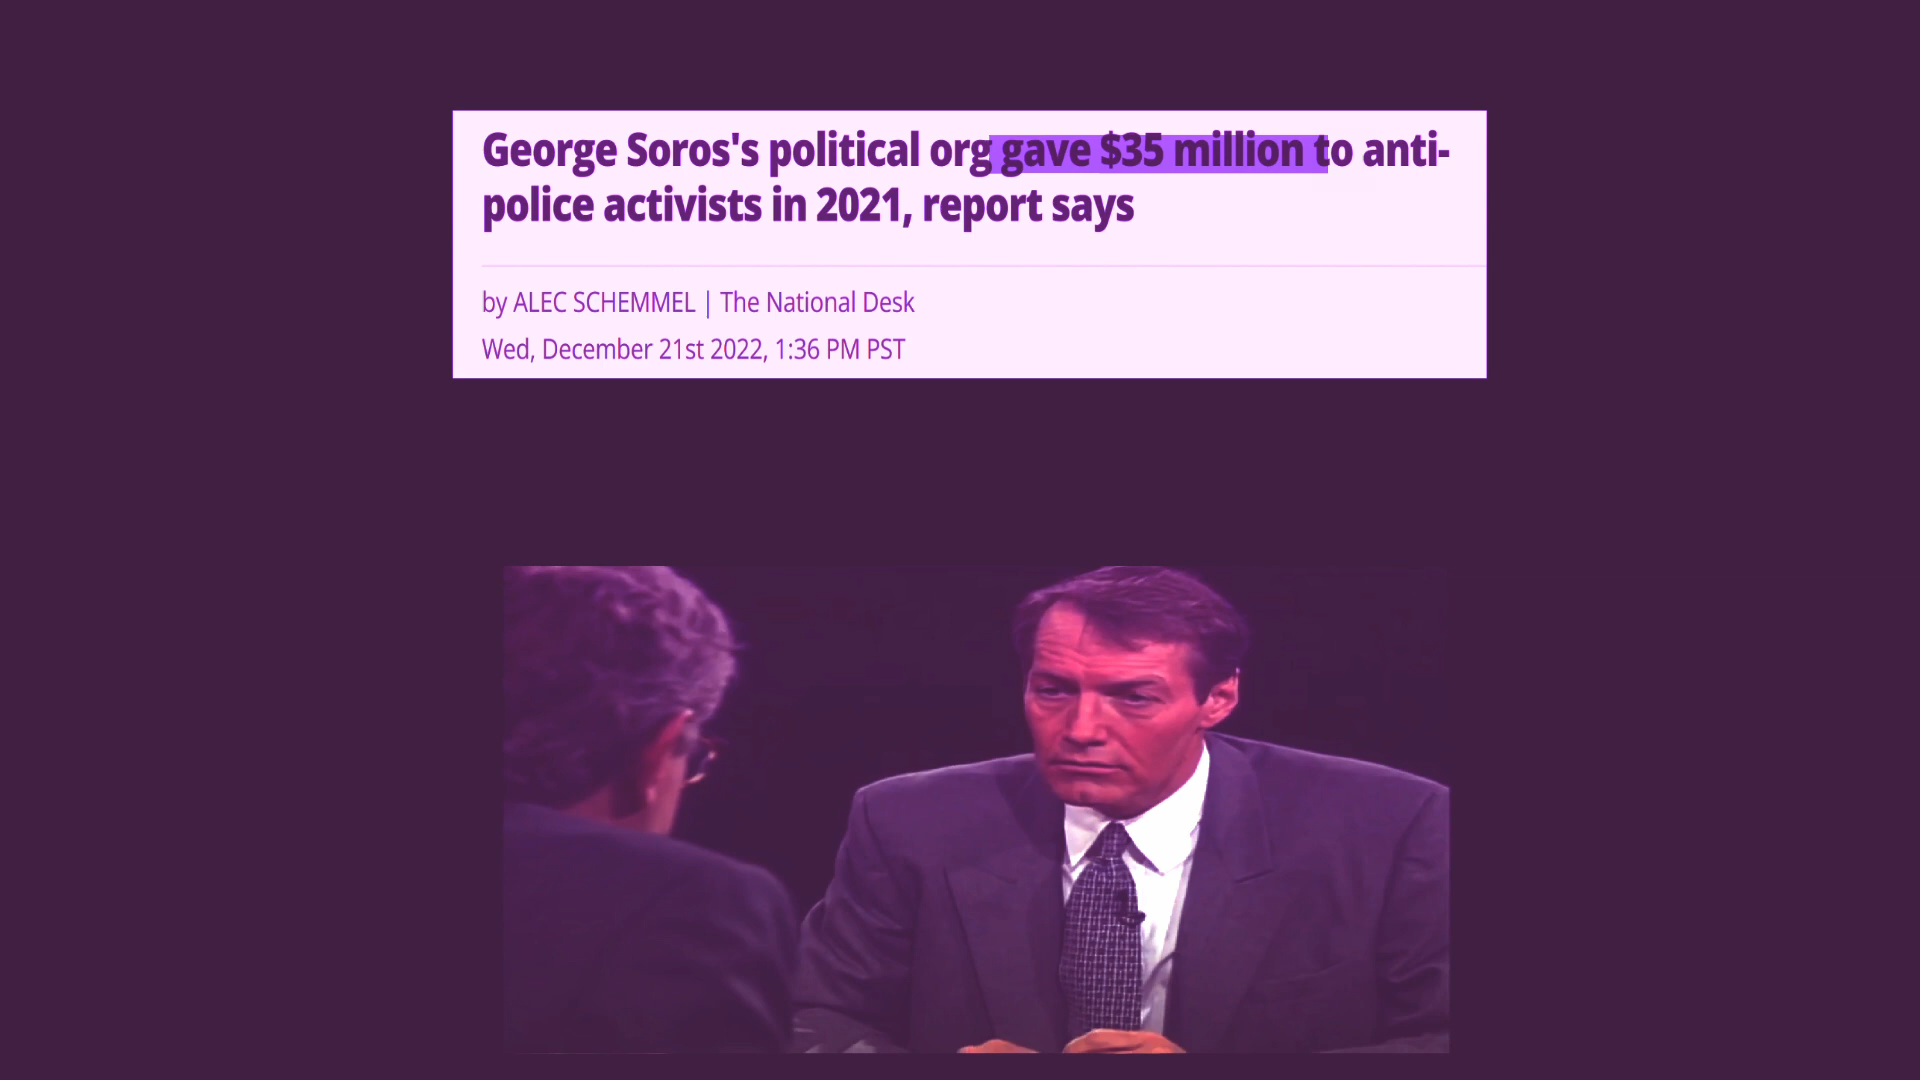 George Soros's political org gave $35 million to anti-
police activists in 2021, report says
by ALEC SCHEMMEL | The National Desk
Wed, December 21st 2022, 1:36 PM PST